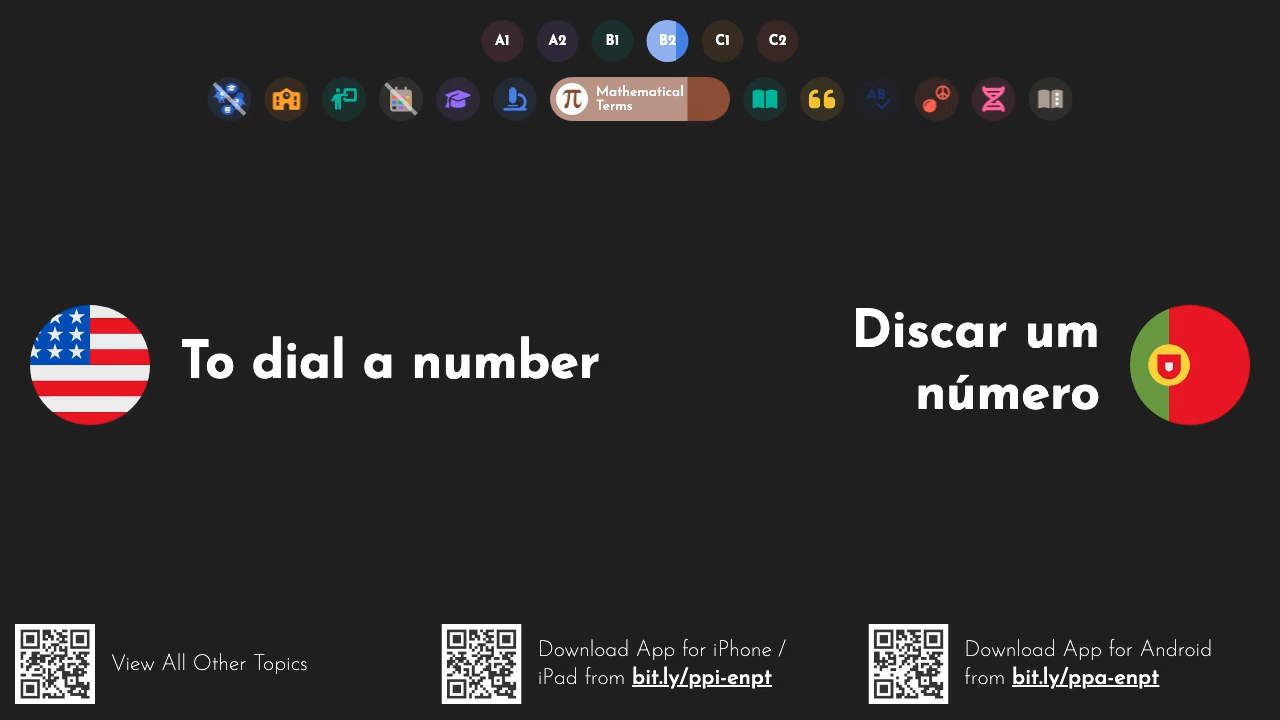 A1 A2 B1 B2 C1 C2
Mathematical
Terms
AB
To dial a number
Discar um
número
View All Other Topics
Download App for iPhone /
iPad from bit.ly/ppi-enpt
Download App for Android
from bit.ly/ppa-enpt